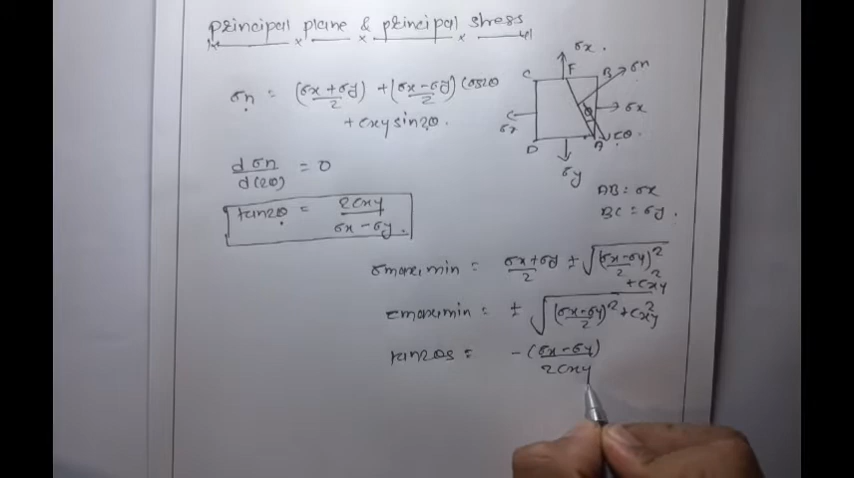 principal plane & principal stress
σn = (σx+σy/2) + (σx-σy/2) cos2θ
+ τxy sin2θ.
dσn/d(2θ) = 0
tan2θ = 2τxy/σx-σy.
σx.
C F B σn
θ σx
σx
D A τθ.
σy
AB = σx
BC = σy.
σmax,min = σx+σy/2 ± √(σx-σy/2)² + τxy²
τmax,min = ± √(σx-σy/2)² + τxy²
tan2θs = -(σx-σy)/2τxy